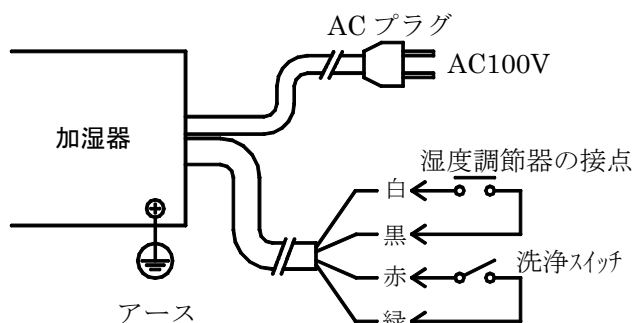 ACプラグ
AC100V
加湿器
湿度調節器の接点
白
黒
赤
洗浄スイッチ
緑
アース